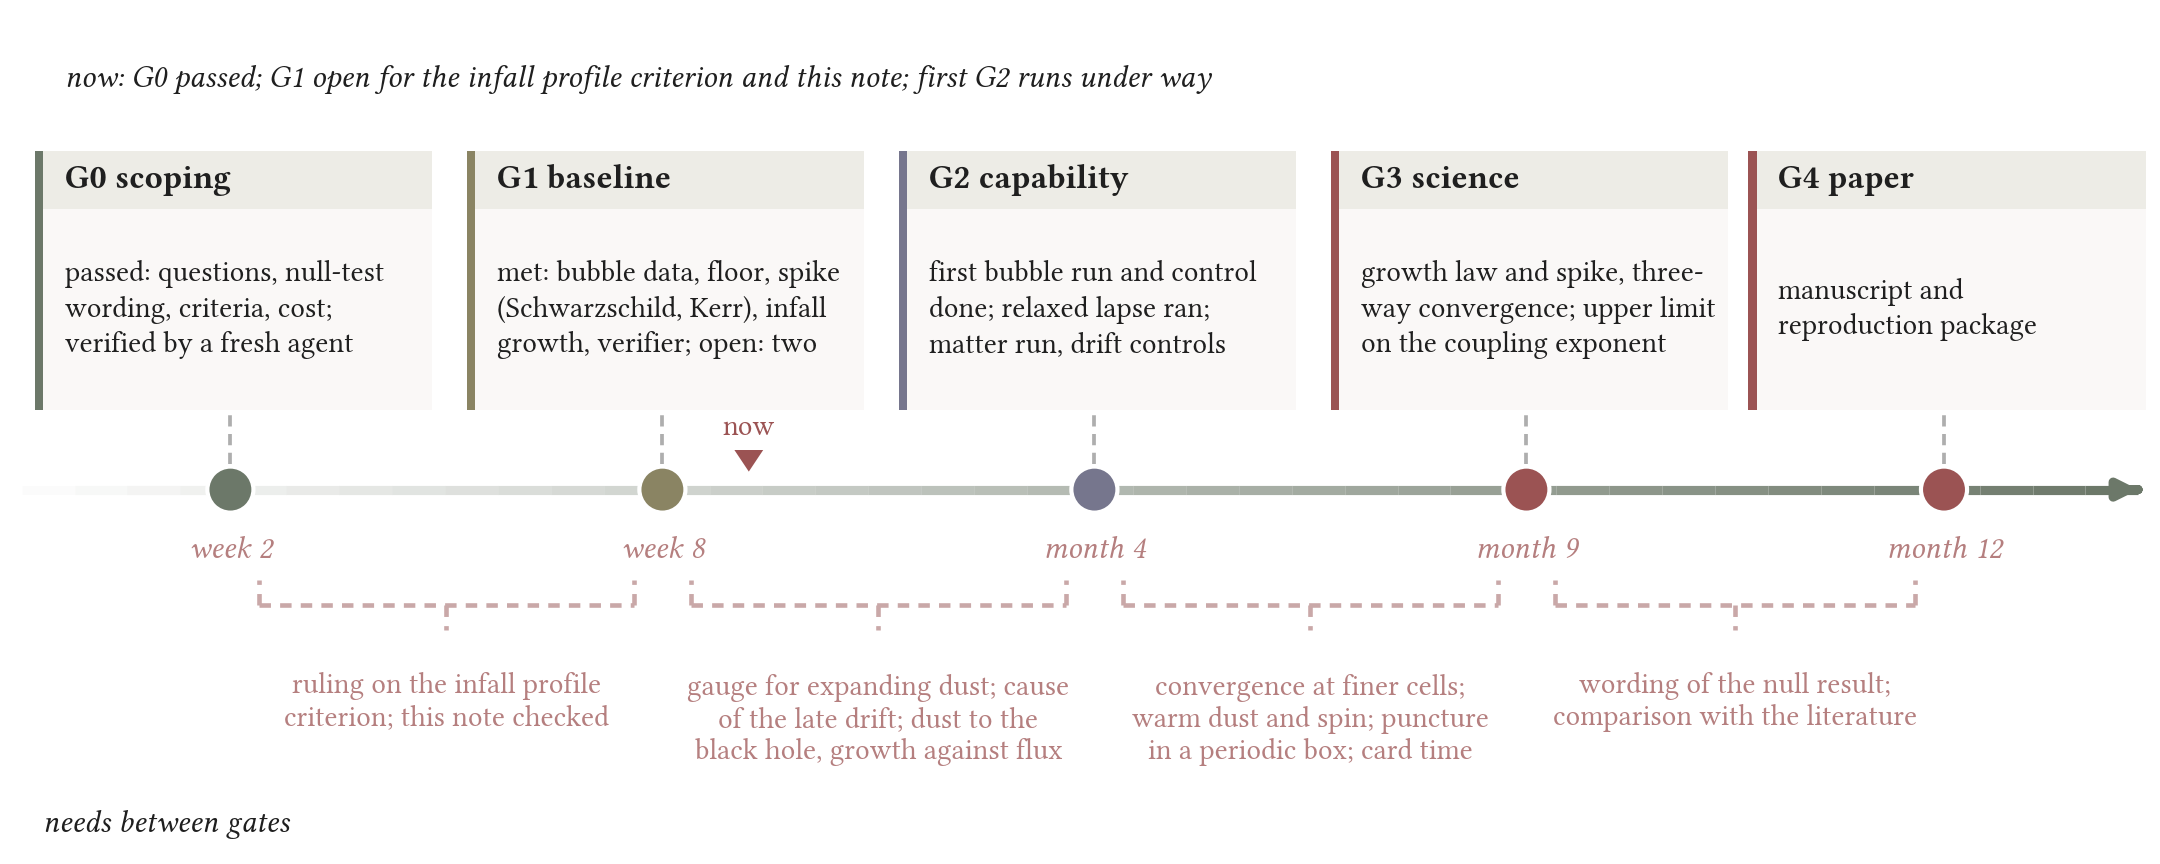 now: G0 passed; G1 open for the infall profile criterion and this note; first G2 runs under way
G0 scoping
passed: questions, null-test
wording, criteria, cost;
verified by a fresh agent
G1 baseline
met: bubble data, floor, spike
(Schwarzschild, Kerr), infall
growth, verifier; open: two
G2 capability
first bubble run and control
done; relaxed lapse ran;
matter run, drift controls
G3 science
growth law and spike, three-
way convergence; upper limit
on the coupling exponent
G4 paper
manuscript and
reproduction package
now
week 2
week 8
month 4
month 9
month 12
ruling on the infall profile
criterion; this note checked
gauge for expanding dust; cause
of the late drift; dust to the
black hole, growth against flux
convergence at finer cells;
warm dust and spin; puncture
in a periodic box; card time
wording of the null result;
comparison with the literature
needs between gates